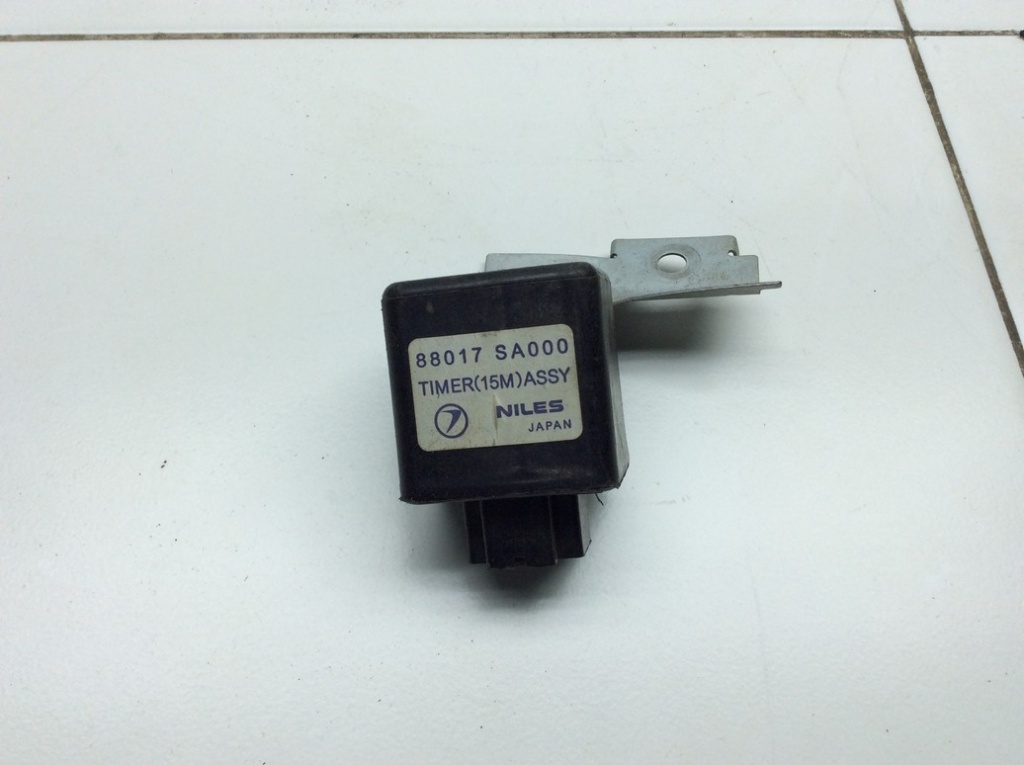 88017 SA000
TIMER(15M)ASSY
NILES
JAPAN